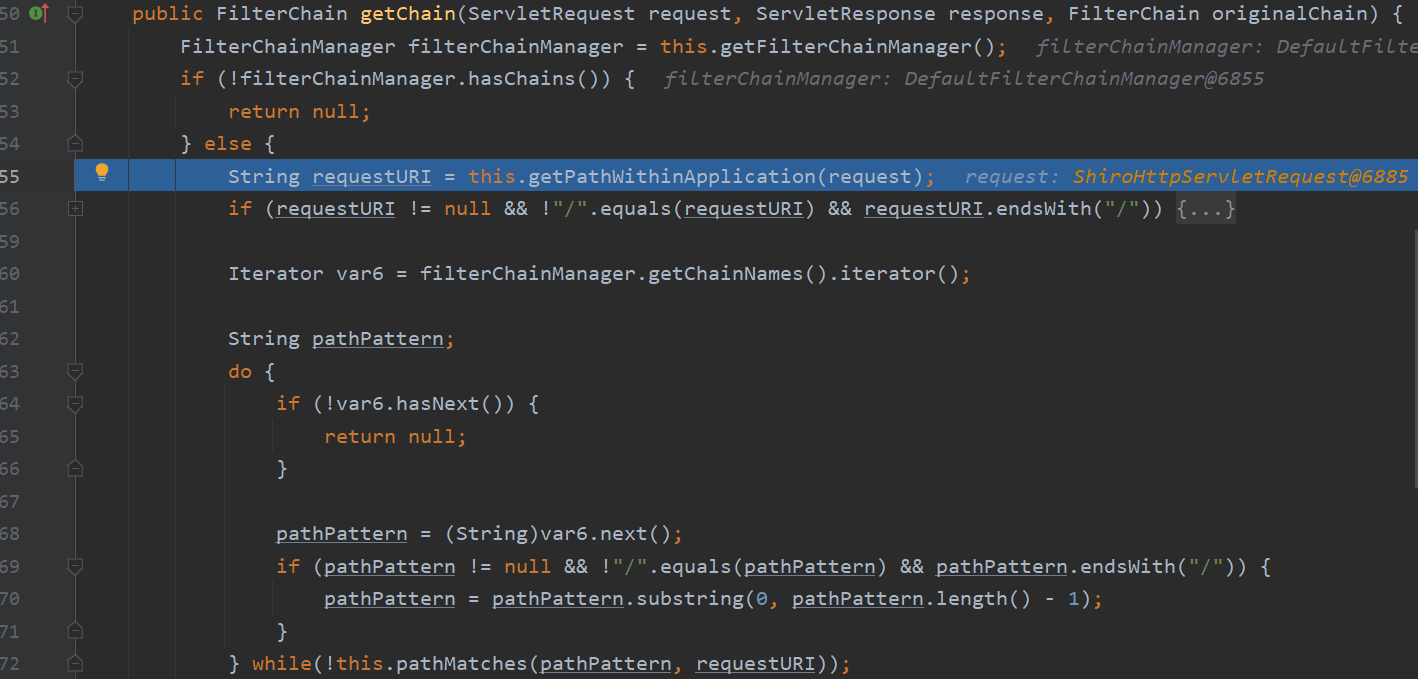 50 public FilterChain getChain(ServletRequest request, ServletResponse response, FilterChain originalChain) {
51 FilterChainManager filterChainManager = this.getFilterChainManager(); filterChainManager: DefaultFilte
52 if (!filterChainManager.hasChains()) { filterChainManager: DefaultFilterChainManager@6855
53 return null;
54 } else {
55 String requestURI = this.getPathWithinApplication(request); request: ShiroHttpServletRequest@6885
56 if (requestURI != null && !"/".equals(requestURI) && requestURI.endsWith("/")) {...}
59
60 Iterator var6 = filterChainManager.getChainNames().iterator();
61
62 String pathPattern;
63 do {
64 if (!var6.hasNext()) {
65 return null;
66 }
67
68 pathPattern = (String)var6.next();
69 if (pathPattern != null && !"/".equals(pathPattern) && pathPattern.endsWith("/")) {
70 pathPattern = pathPattern.substring(0, pathPattern.length() - 1);
71 }
72 } while(!this.pathMatches(pathPattern, requestURI));